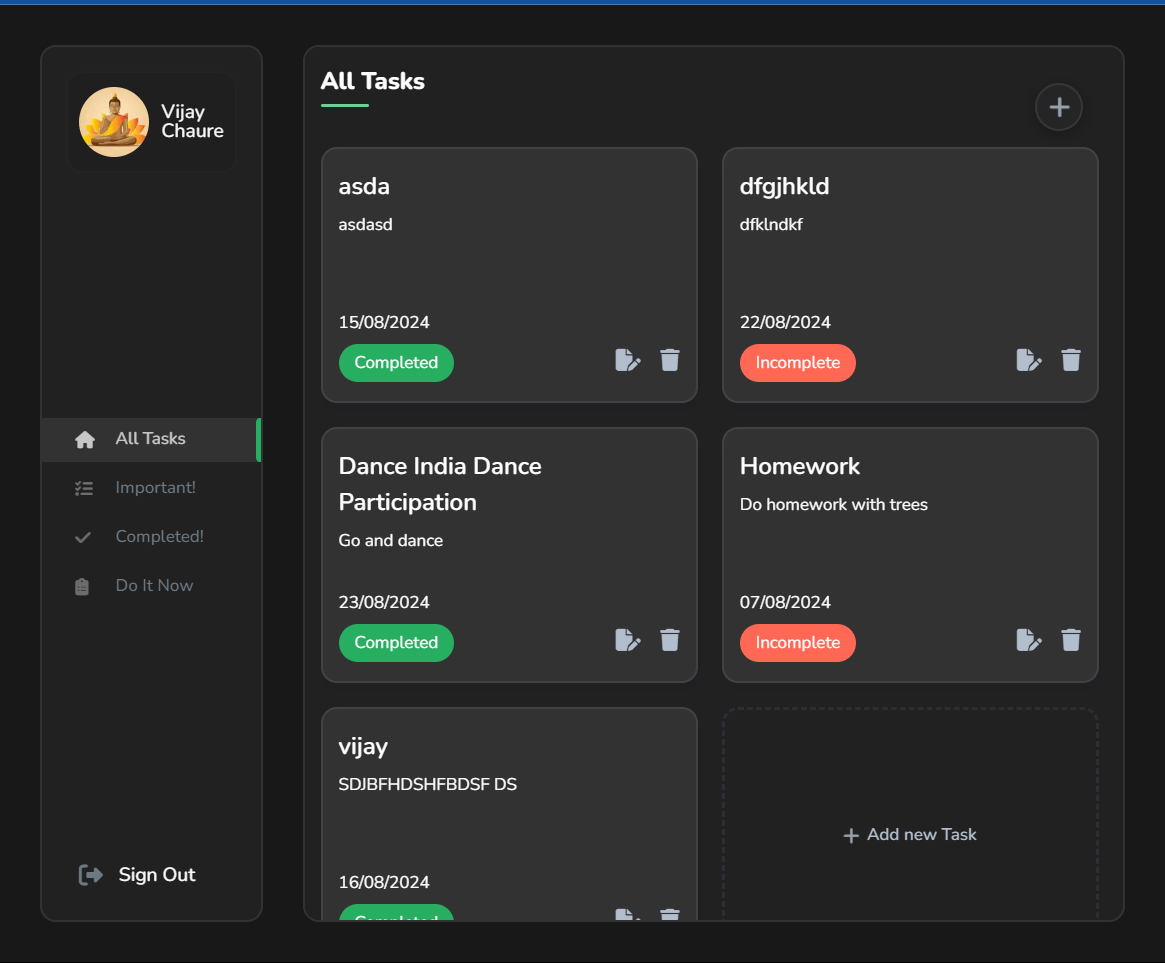 Vijay
Chaure
All Tasks
Important!
Completed!
Do It Now
Sign Out
All Tasks
asda
asdasd
15/08/2024
Completed
dfgjhkld
dfklndkf
22/08/2024
Incomplete
Dance India Dance
Participation
Go and dance
23/08/2024
Completed
Homework
Do homework with trees
07/08/2024
Incomplete
vijay
SDJBFHDSHFBDSF DS
16/08/2024
Completed
Add new Task